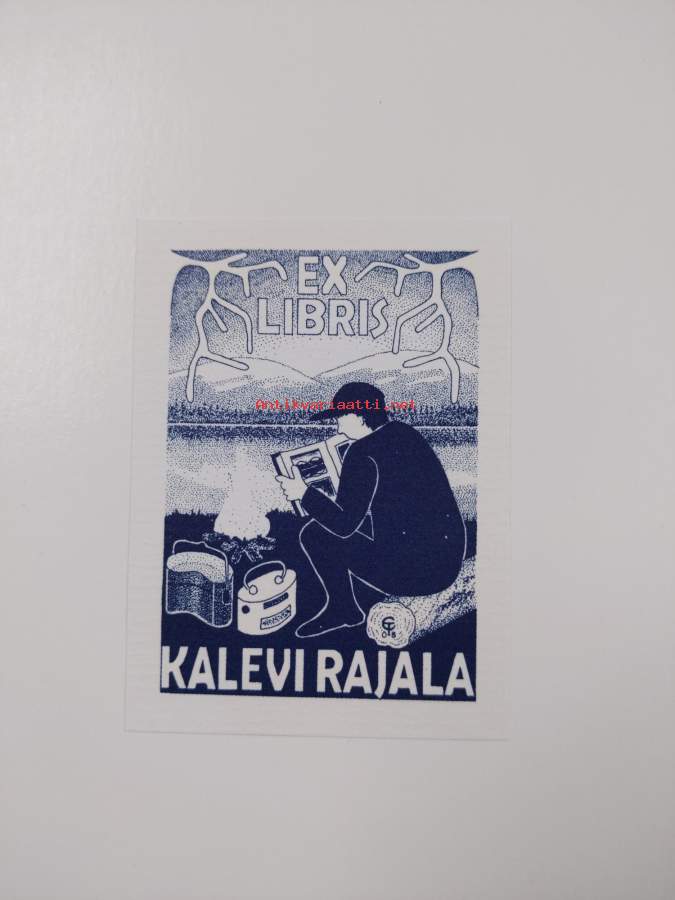 EX
LIBRIS
Antikvariaatti.net
KALEVI RAJALA